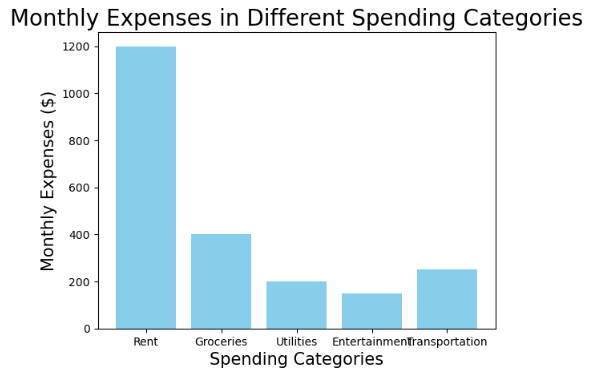 Monthly Expenses in Different Spending Categories
Monthly Expenses ($)
1200
1000
800
600
400
200
0
Rent Groceries Utilities Entertainment Transportation
Spending Categories